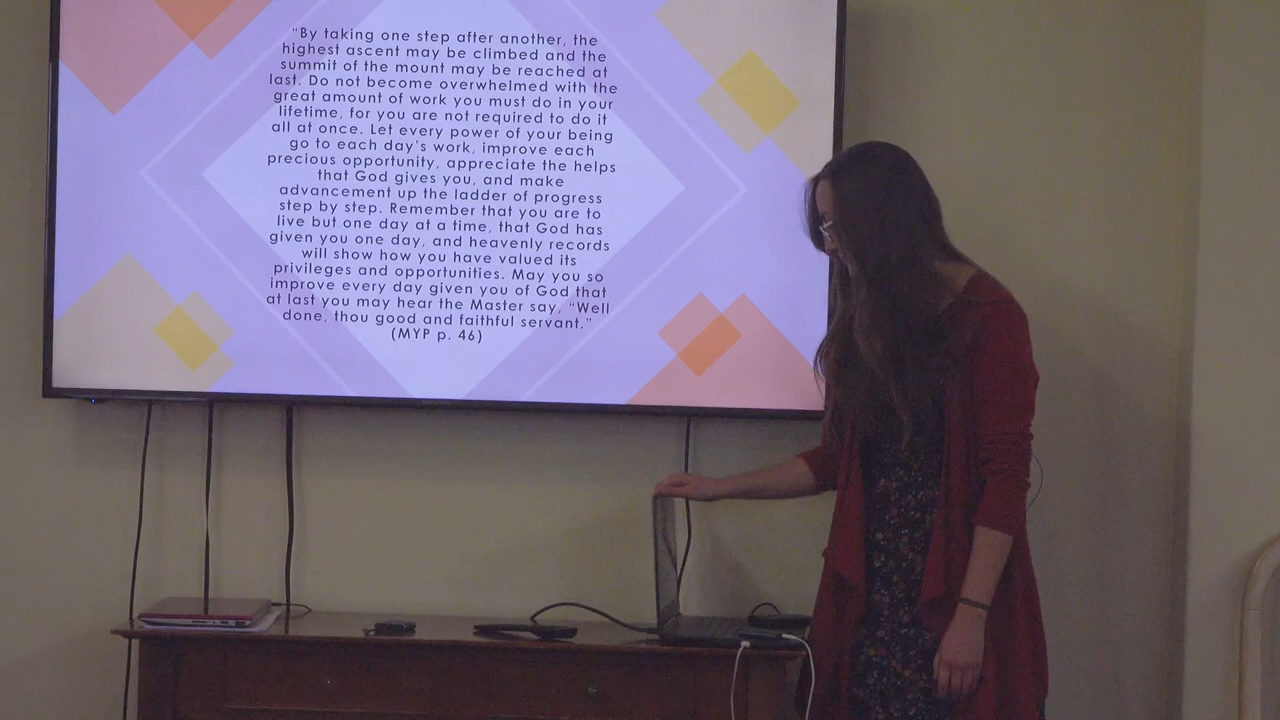 "By taking one step after another, the
highest ascent may be climbed and the
summit of the mount may be reached at
last. Do not become overwhelmed with the
great amount of work you must do in your
lifetime, for you are not required to do it
all at once. Let every power of your being
go to each day's work, improve each
precious opportunity, appreciate the helps
that God gives you, and make
advancement up the ladder of progress
step by step. Remember that you are to
live but one day at a time, that God has
given you one day, and heavenly records
will show how you have valued its
privileges and opportunities. May you so
improve every day given you of God that
at last you may hear the Master say, "Well
done, thou good and faithful servant."
(MYP p. 46)